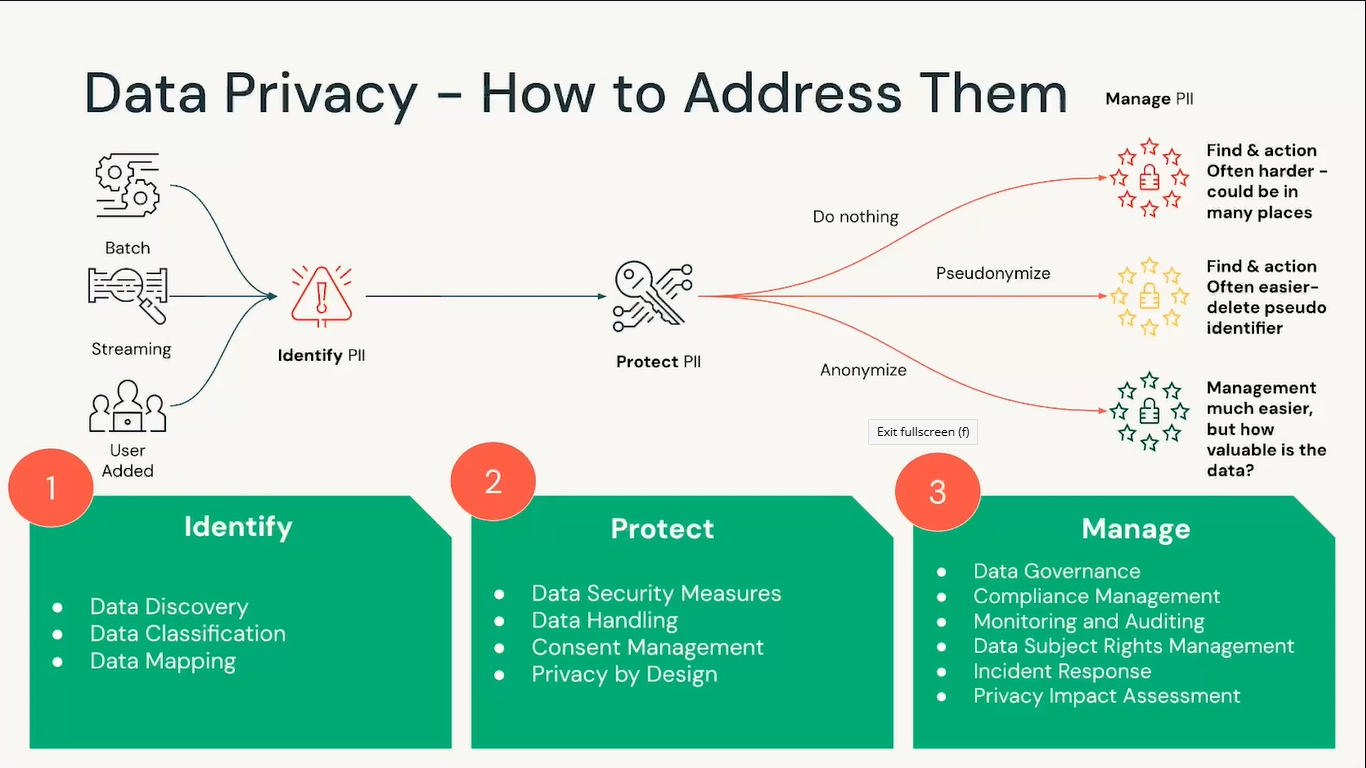 Data Privacy - How to Address Them
Manage PII
Batch
Streaming
User
Added
Identify PII
Protect PII
Do nothing
Pseudonymize
Anonymize
Find & action
Often harder -
could be in
many places
Find & action
Often easier-
delete pseudo
identifier
Management
much easier,
but how
valuable is the
data?
Exit fullscreen (f)
1
Identify
● Data Discovery
● Data Classification
● Data Mapping
2
Protect
● Data Security Measures
● Data Handling
● Consent Management
● Privacy by Design
3
Manage
● Data Governance
● Compliance Management
● Monitoring and Auditing
● Data Subject Rights Management
● Incident Response
● Privacy Impact Assessment